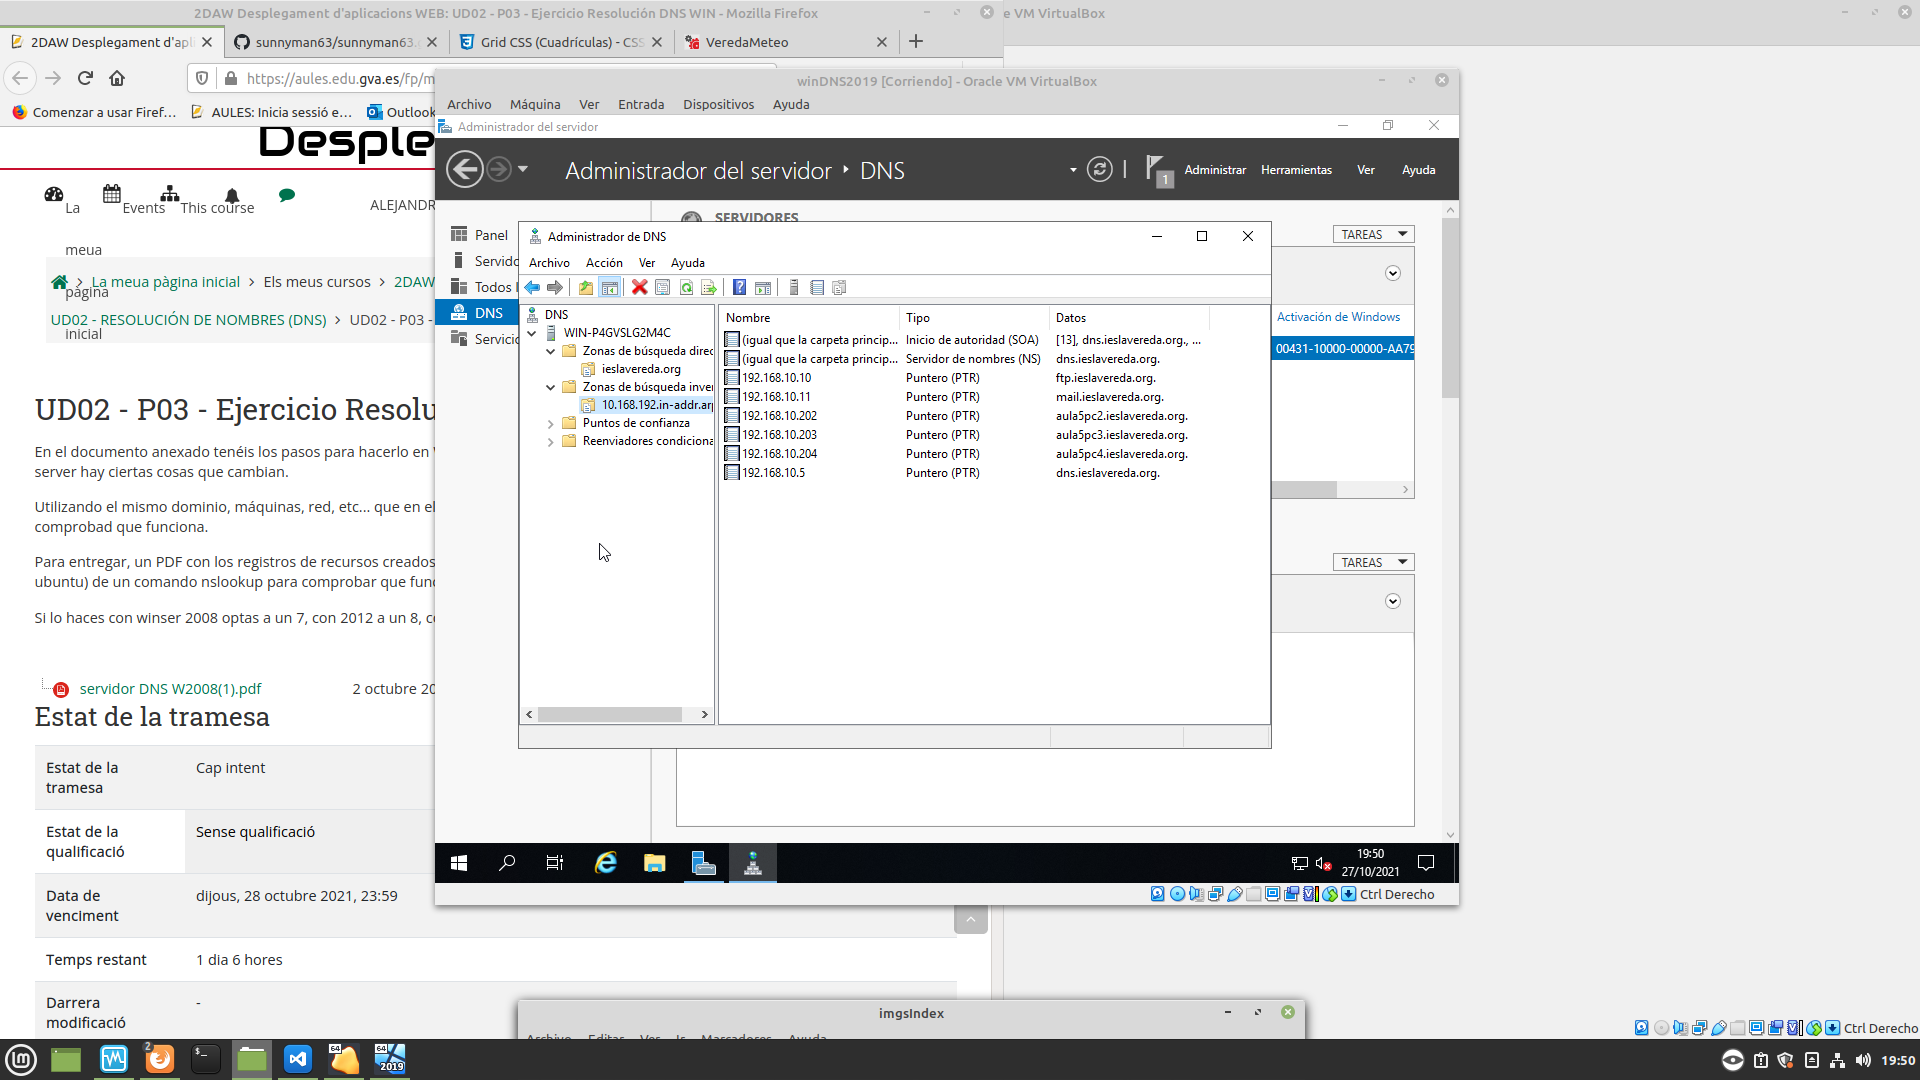 2DAW Desplegament d'aplicacions WEB: UD02 - P03 - Ejercicio Resolución DNS WIN - Mozilla Firefox
e VM VirtualBox
2DAW Desplegament d'apl
sunnyman63/sunnyman63.
Grid CSS (Cuadrículas) - CSS
VeredaMeteo
https://aules.edu.gva.es/fp/m
Comenzar a usar Firef…
AULES: Inicia sessió e…
Outlook
Desple
La meua pàgina inicial
Events
This course
ALEJANDR
La meua pàgina inicial
Els meus cursos
2DAW
UD02 - RESOLUCIÓN DE NOMBRES (DNS)
UD02 - P03 -
UD02 - P03 - Ejercicio Resolu
En el documento anexado tenéis los pasos para hacerlo en
server hay ciertas cosas que cambian.
Utilizando el mismo dominio, máquinas, red, etc... que en el
comprobad que funciona.
Para entregar, un PDF con los registros de recursos creados
ubuntu) de un comando nslookup para comprobar que fun
Si lo haces con winser 2008 optas a un 7, con 2012 a un 8, c
servidor DNS W2008(1).pdf
2 octubre 20
Estat de la tramesa
Estat de la tramesa
Cap intent
Estat de la qualificació
Sense qualificació
Data de venciment
dijous, 28 octubre 2021, 23:59
Temps restant
1 dia 6 hores
Darrera modificació
-
winDNS2019 [Corriendo] - Oracle VM VirtualBox
Archivo Máquina Ver Entrada Dispositivos Ayuda
Administrador del servidor
Administrador del servidor
DNS
1
Administrar Herramientas Ver Ayuda
Panel
Servido
Todos l
DNS
Servicio
SERVIDORES
TAREAS
Activación de Windows
00431-10000-00000-AA79
TAREAS
Administrador de DNS
Archivo Acción Ver Ayuda
DNS
WIN-P4GVSLG2M4C
Zonas de búsqueda direc
ieslavereda.org
Zonas de búsqueda inver
10.168.192.in-addr.arp
Puntos de confianza
Reenviadores condiciona
Nombre Tipo Datos
(igual que la carpeta princip... Inicio de autoridad (SOA) [13], dns.ieslavereda.org., ...
(igual que la carpeta princip... Servidor de nombres (NS) dns.ieslavereda.org.
192.168.10.10 Puntero (PTR) ftp.ieslavereda.org.
192.168.10.11 Puntero (PTR) mail.ieslavereda.org.
192.168.10.202 Puntero (PTR) aula5pc2.ieslavereda.org.
192.168.10.203 Puntero (PTR) aula5pc3.ieslavereda.org.
192.168.10.204 Puntero (PTR) aula5pc4.ieslavereda.org.
192.168.10.5 Puntero (PTR) dns.ieslavereda.org.
19:50
27/10/2021
Ctrl Derecho
imgsIndex
Archivo Editar Ver Ir Marcadores Ayuda
Ctrl Derecho
2
64
64
2019
19:50